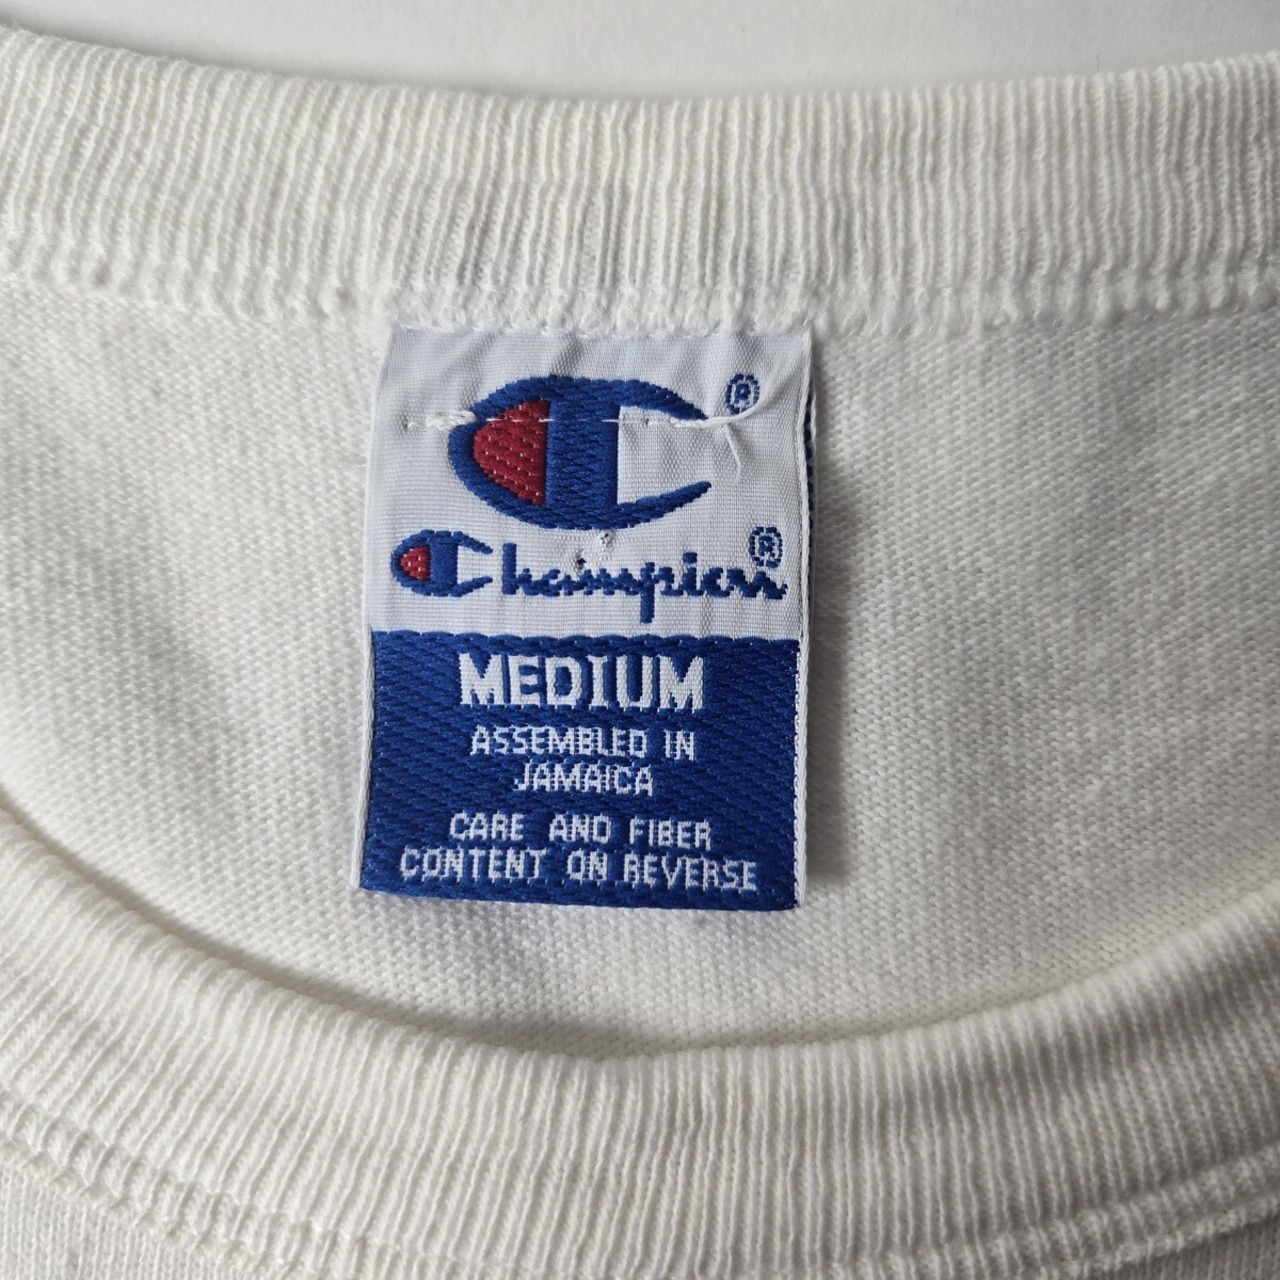 ®
Champion®
MEDIUM
ASSEMBLED IN
JAMAICA
CARE AND FIBER
CONTENT ON REVERSE